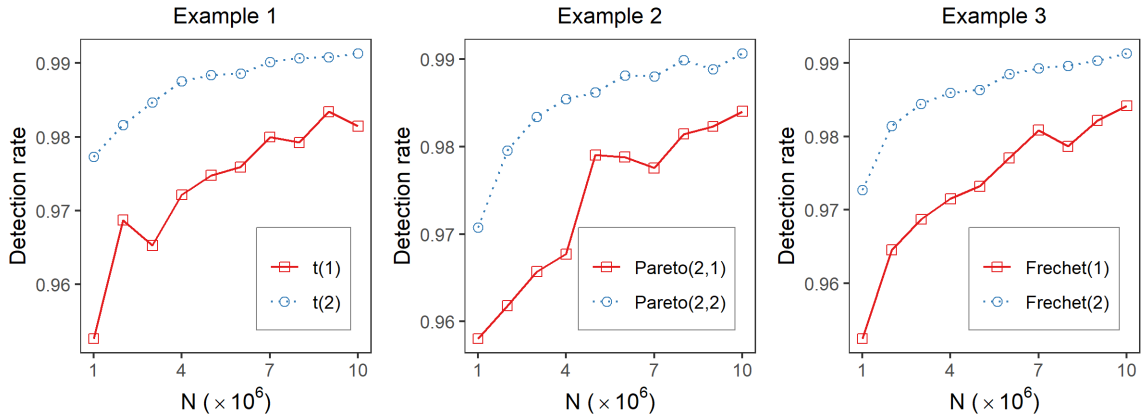 Example 1
Detection rate
0.99
0.98
0.97
0.96
t(1)
t(2)
1
4
7
10
N (×10⁶)
Example 2
Detection rate
0.99
0.98
0.97
0.96
Pareto(2,1)
Pareto(2,2)
1
4
7
10
N (×10⁶)
Example 3
Detection rate
0.99
0.98
0.97
0.96
Frechet(1)
Frechet(2)
1
4
7
10
N (×10⁶)